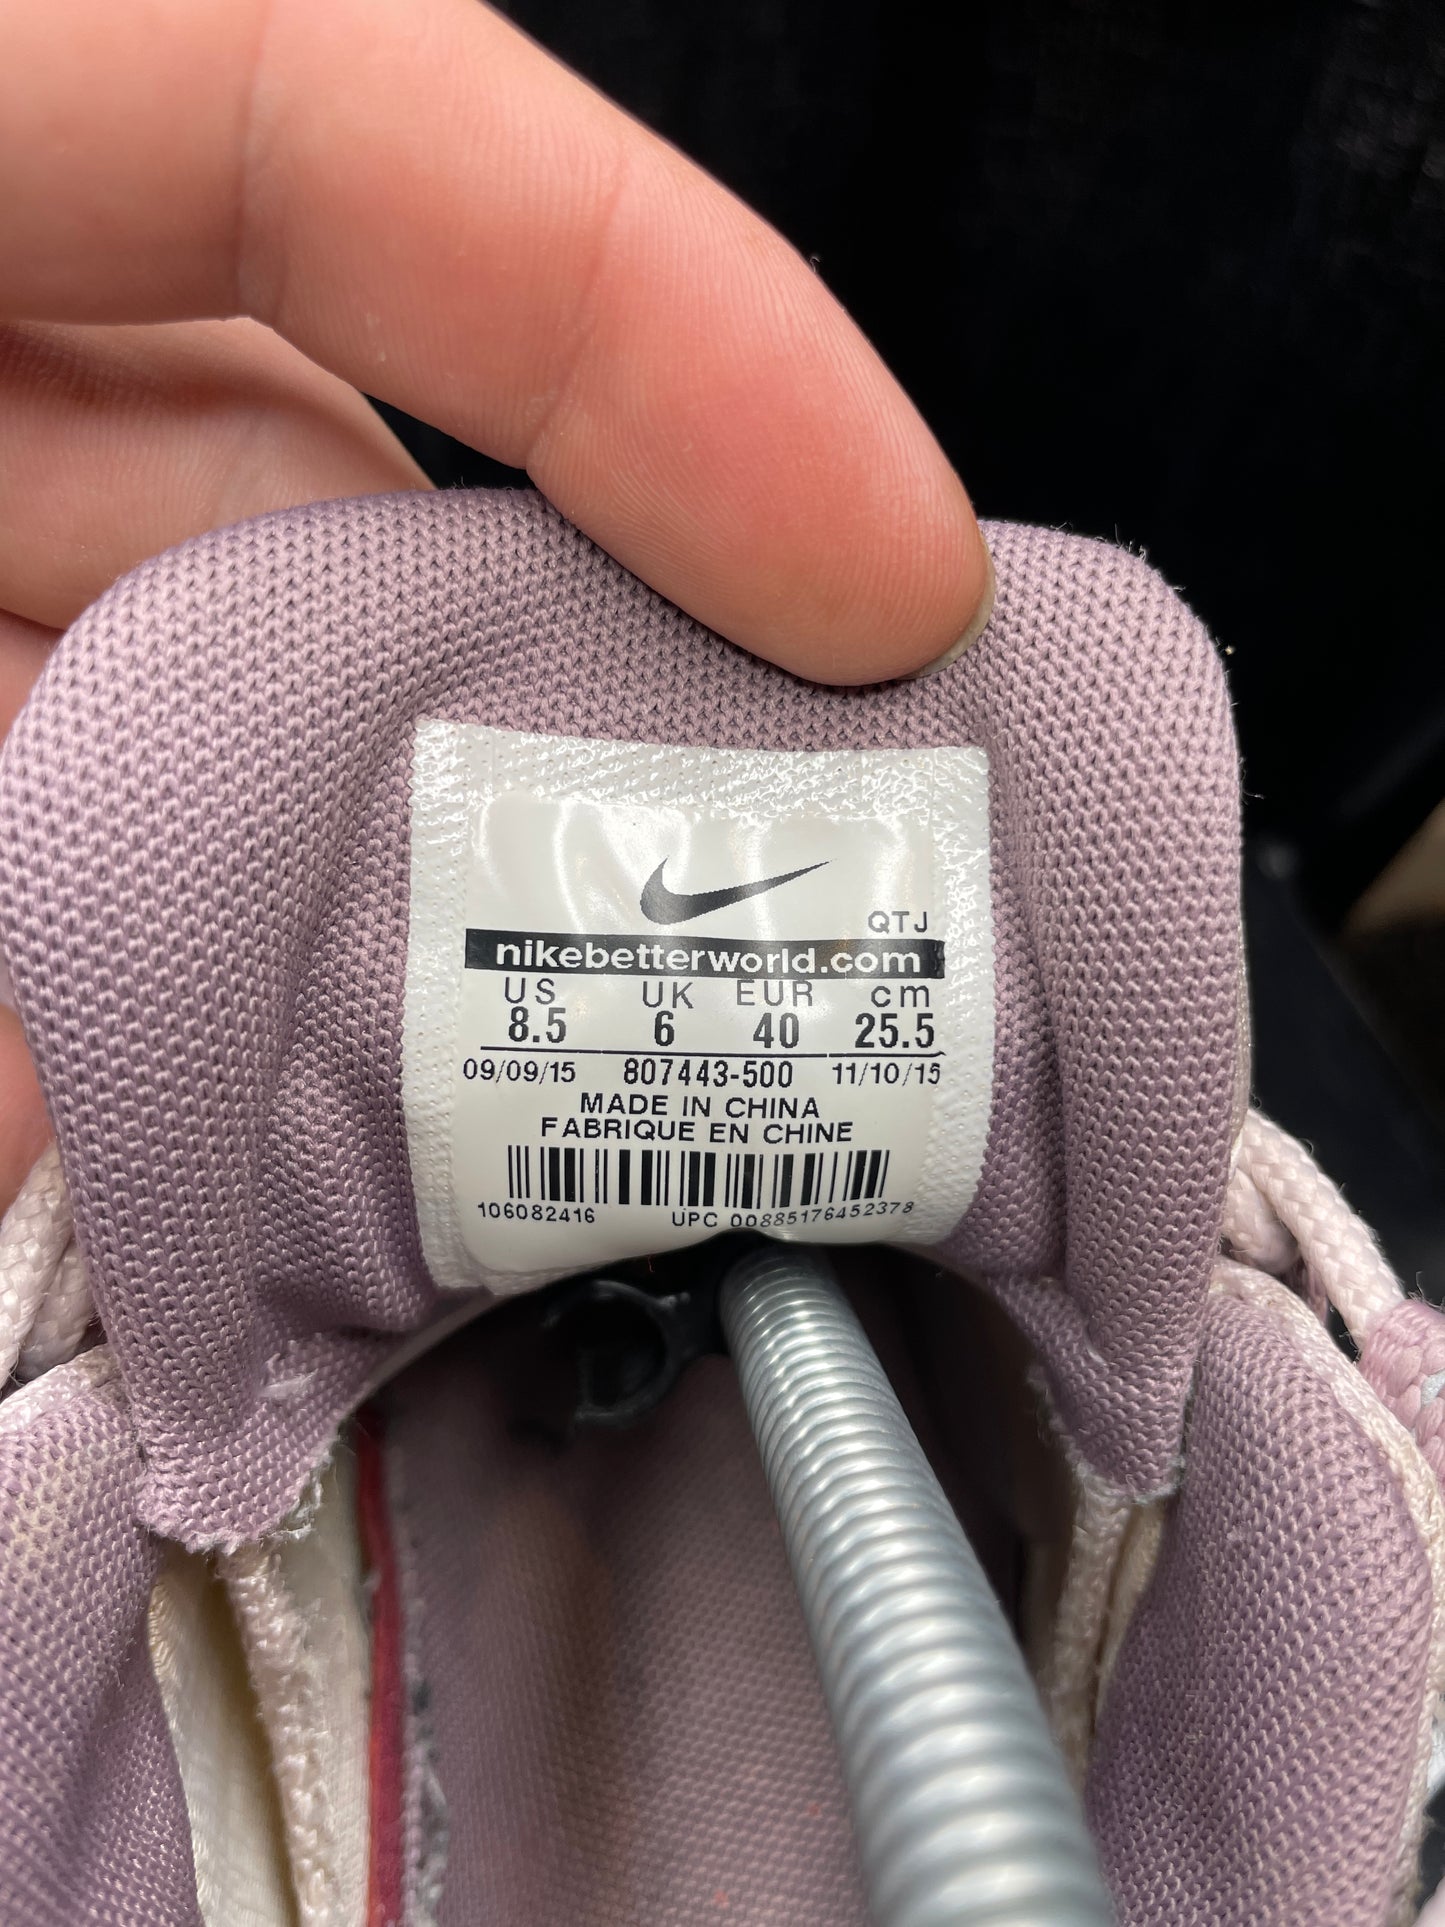 QTJ
nikebetterworld.com
US UK EUR cm
8.5 6 40 25.5
09/09/15 807443-500 11/10/15
MADE IN CHINA
FABRIQUE EN CHINE
106082416 UPC 00885176452378